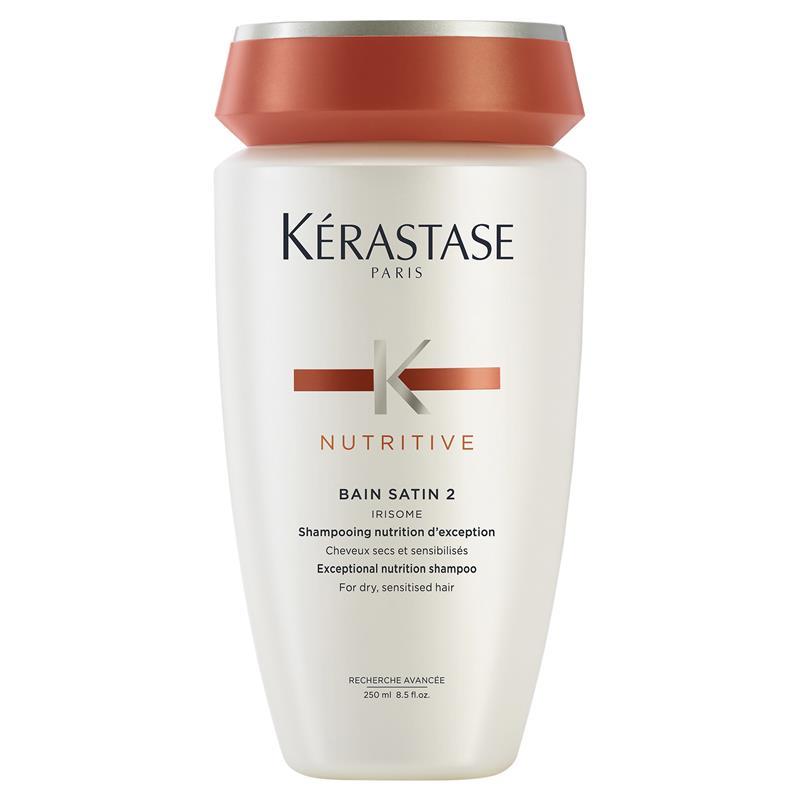 KÉRASTASE
PARIS
K
NUTRITIVE
BAIN SATIN 2
IRISOME
Shampooing nutrition d'exception
Cheveux secs et sensibilisés
Exceptional nutrition shampoo
For dry, sensitised hair
RECHERCHE AVANCÉE
250 ml 8.5 fl.oz.